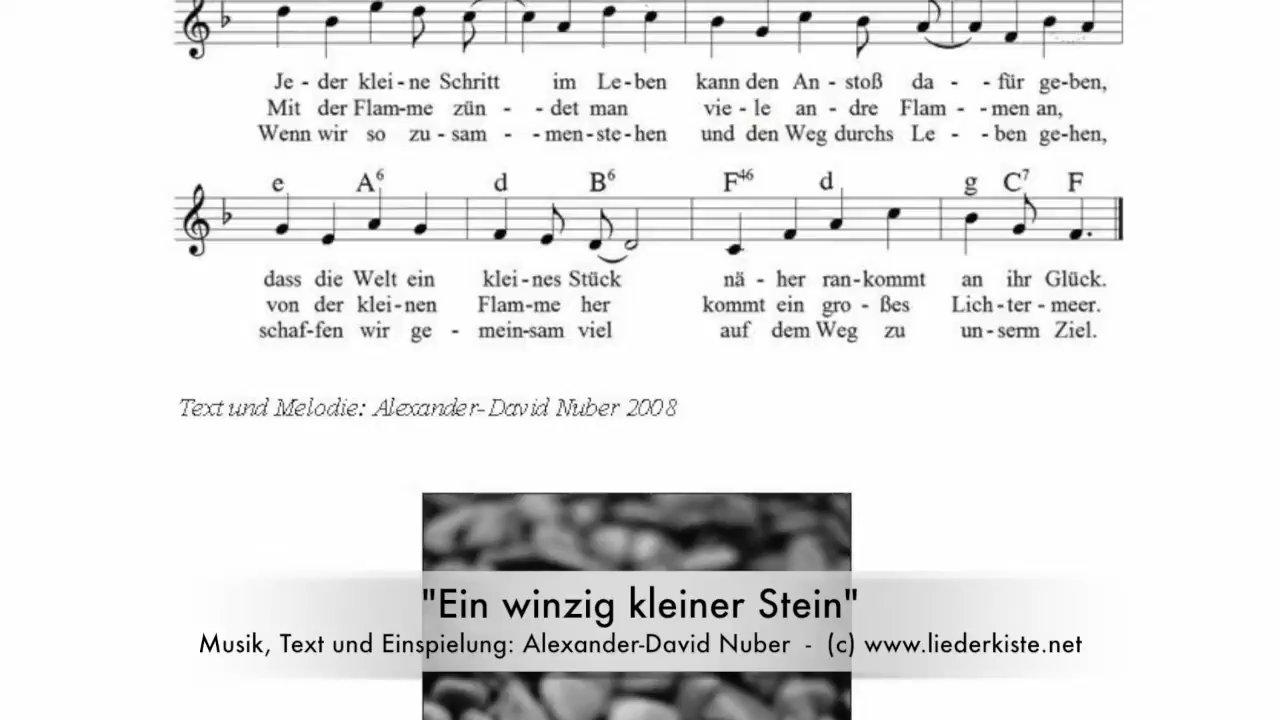 Je - der klei - ne Schritt im Le - ben kann den An - stoß da - - für ge - ben,
Mit der Flam - me zün - - det man vie - le an - dre Flam - - men an,
Wenn wir so zu - sam - - men - ste - hen und den Weg durchs Le - - ben ge - hen,
e A6 d B6 F46 d g C7 F
dass die Welt ein klei - nes Stück nä - her ran - kommt an ihr Glück.
von der klei - nen Flam - me her kommt ein gro - ßes Lich - ter - meer.
schaf - fen wir ge - mein - sam viel auf dem Weg zu un - serm Ziel.
Text und Melodie: Alexander-David Nuber 2008
"Ein winzig kleiner Stein"
Musik, Text und Einspielung: Alexander-David Nuber - (c) www.liederkiste.net